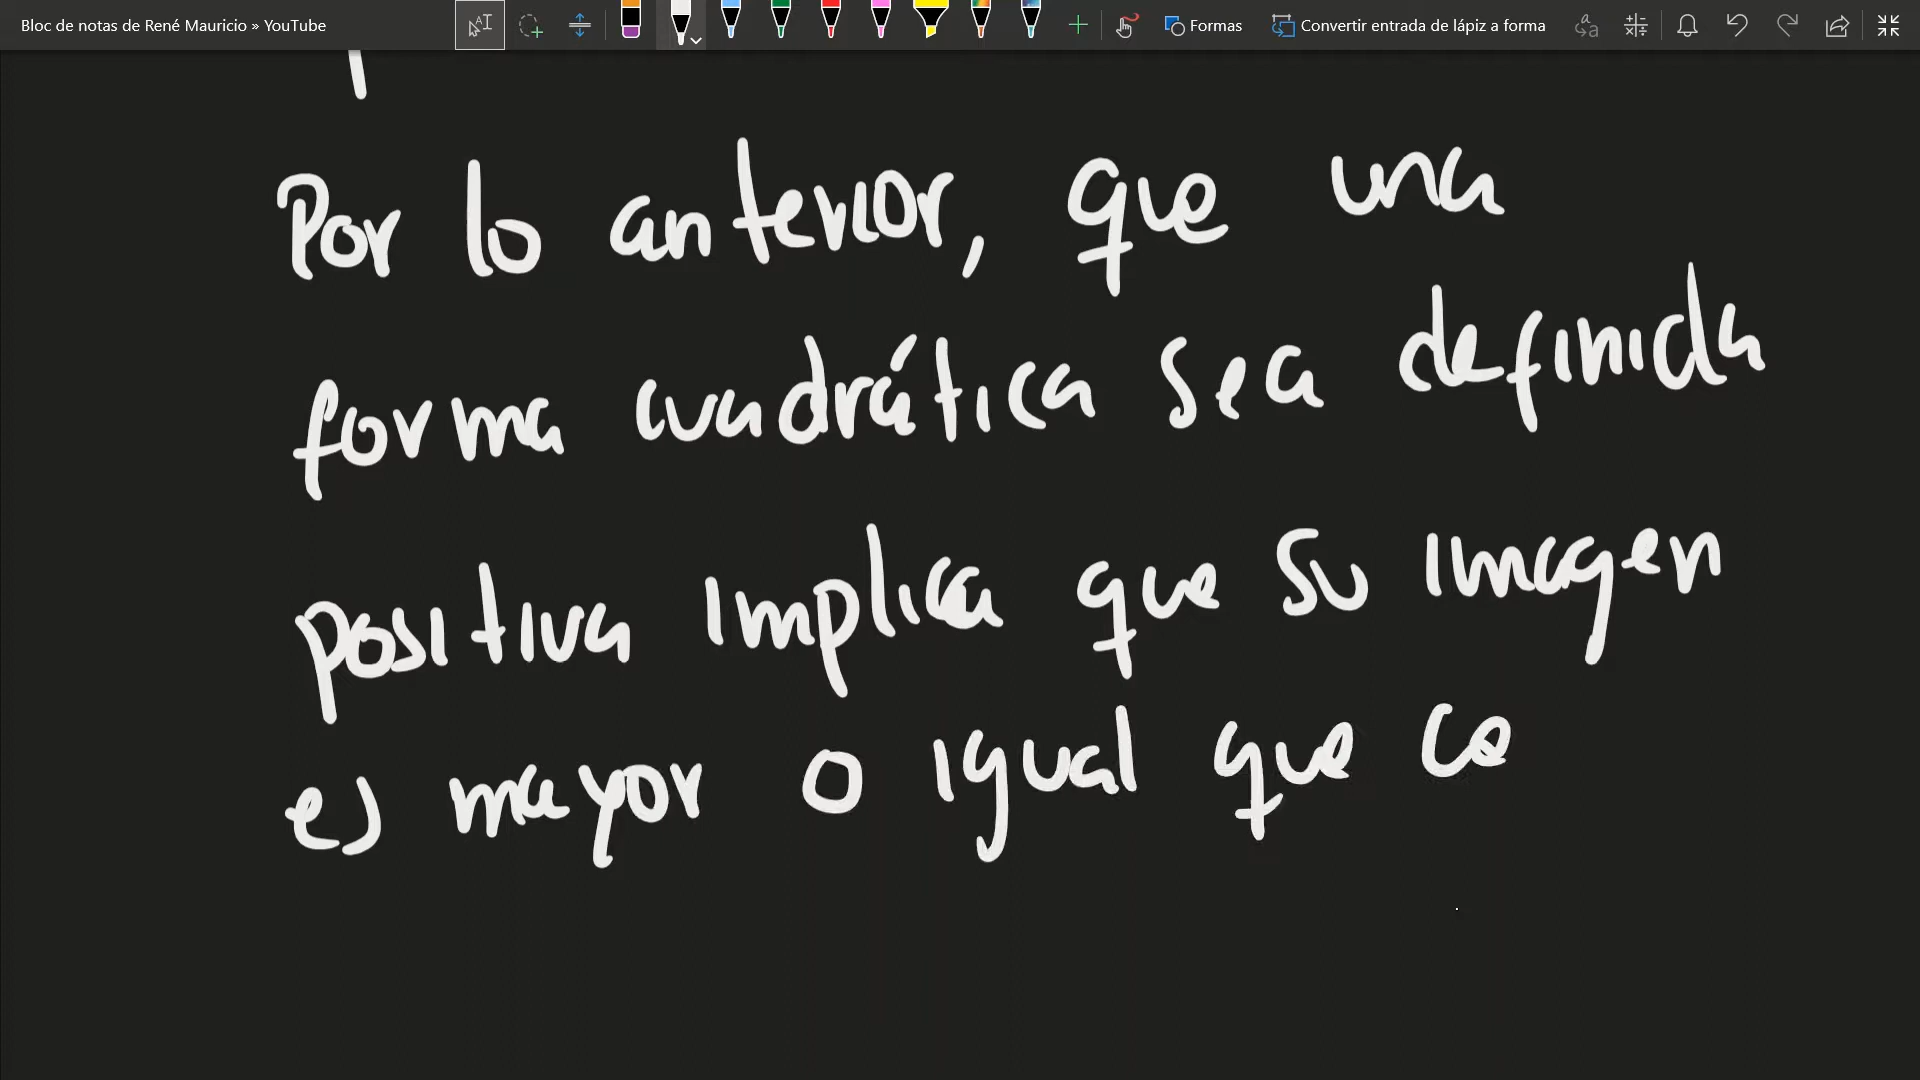 Bloc de notas de René Mauricio » YouTube
Formas
Convertir entrada de lápiz a forma
Por lo anterior, que una
forma cuadrática sea definida
positiva implica que su imagen
es mayor o igual que ce